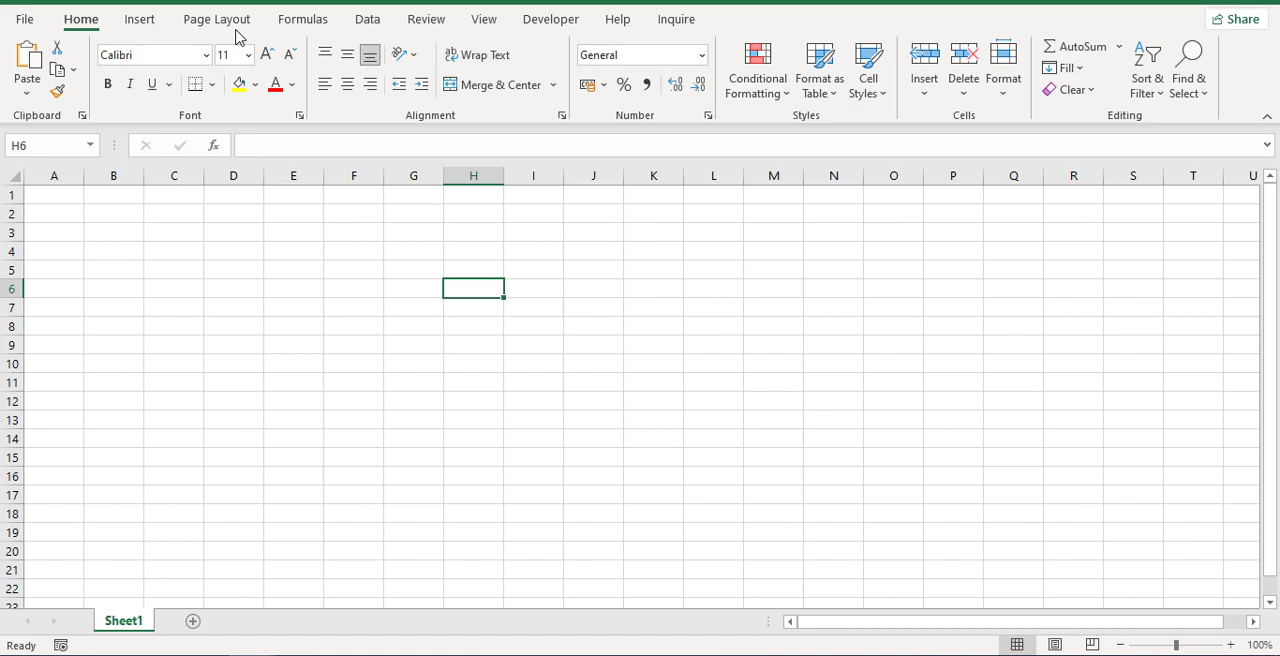 File Home Insert Page Layout Formulas Data Review View Developer Help Inquire Share
Calibri 11 Wrap Text General AutoSum
Paste Conditional Formatting Format as Table Cell Styles Insert Delete Format Fill Sort & Filter Find & Select
B I U Merge & Center % Clear
Clipboard Font Alignment Number Styles Cells Editing
H6 fx
A B C D E F G H I J K L M N O P Q R S T U
1
2
3
4
5
6
7
8
9
10
11
12
13
14
15
16
17
18
19
20
21
22
23
Sheet1
Ready 100%